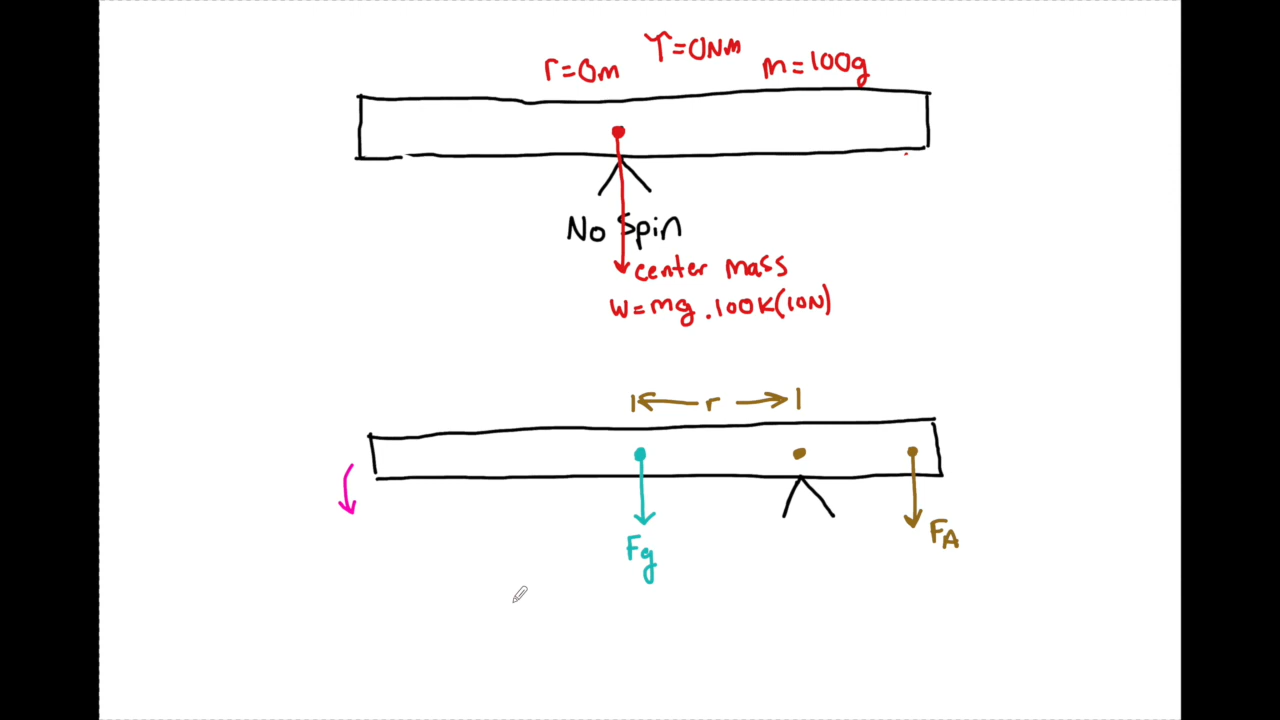 r=0m τ=0Nm m=100g
No Spin
center mass
W=mg .100K(10N)
r
Fg
FA